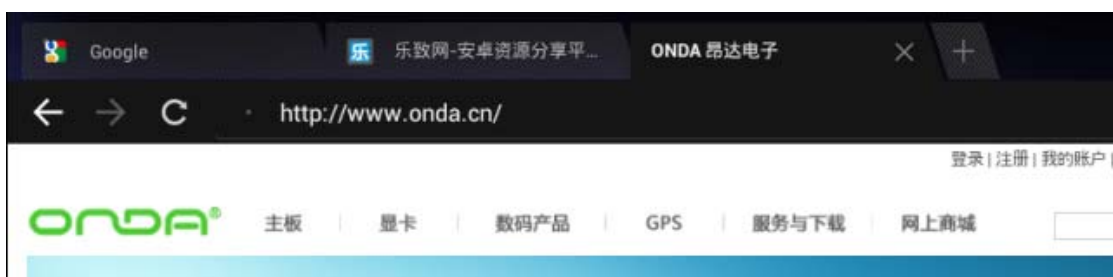 Google 乐致网-安卓资源分享平... ONDA 昂达电子
http://www.onda.cn/
登录 | 注册 | 我的账户 |
ONDA® 主板 显卡 数码产品 GPS 服务与下载 网上商城